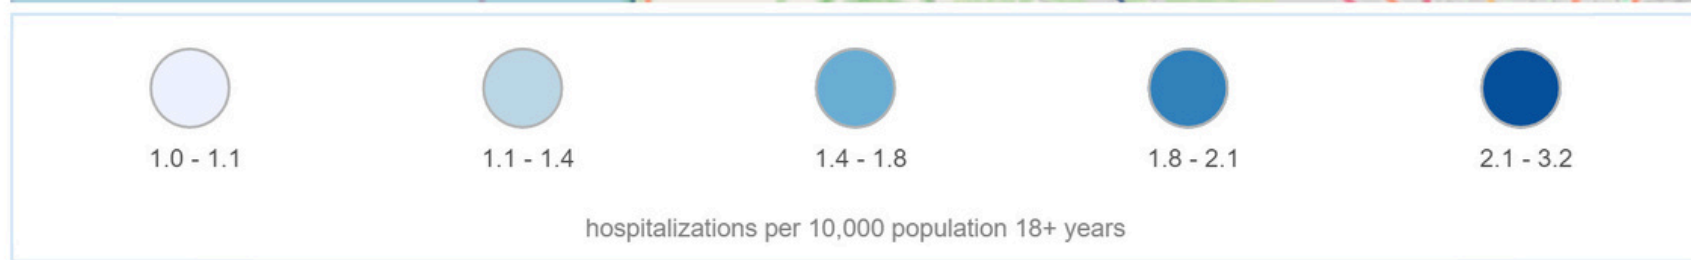 1.0 - 1.1
1.1 - 1.4
1.4 - 1.8
1.8 - 2.1
2.1 - 3.2
hospitalizations per 10,000 population 18+ years